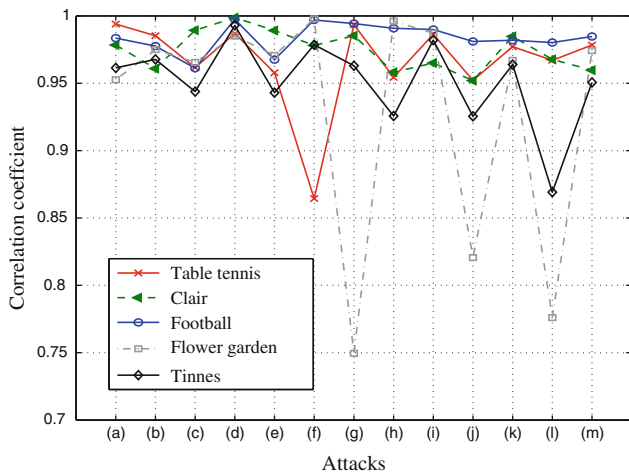 1
0.95
0.9
0.85
0.8
0.75
0.7
Correlation coeffcient
Table tennis
Clair
Football
Flower garden
Tinnes
(a) (b) (c) (d) (e) (f) (g) (h) (i) (j) (k) (l) (m)
Attacks